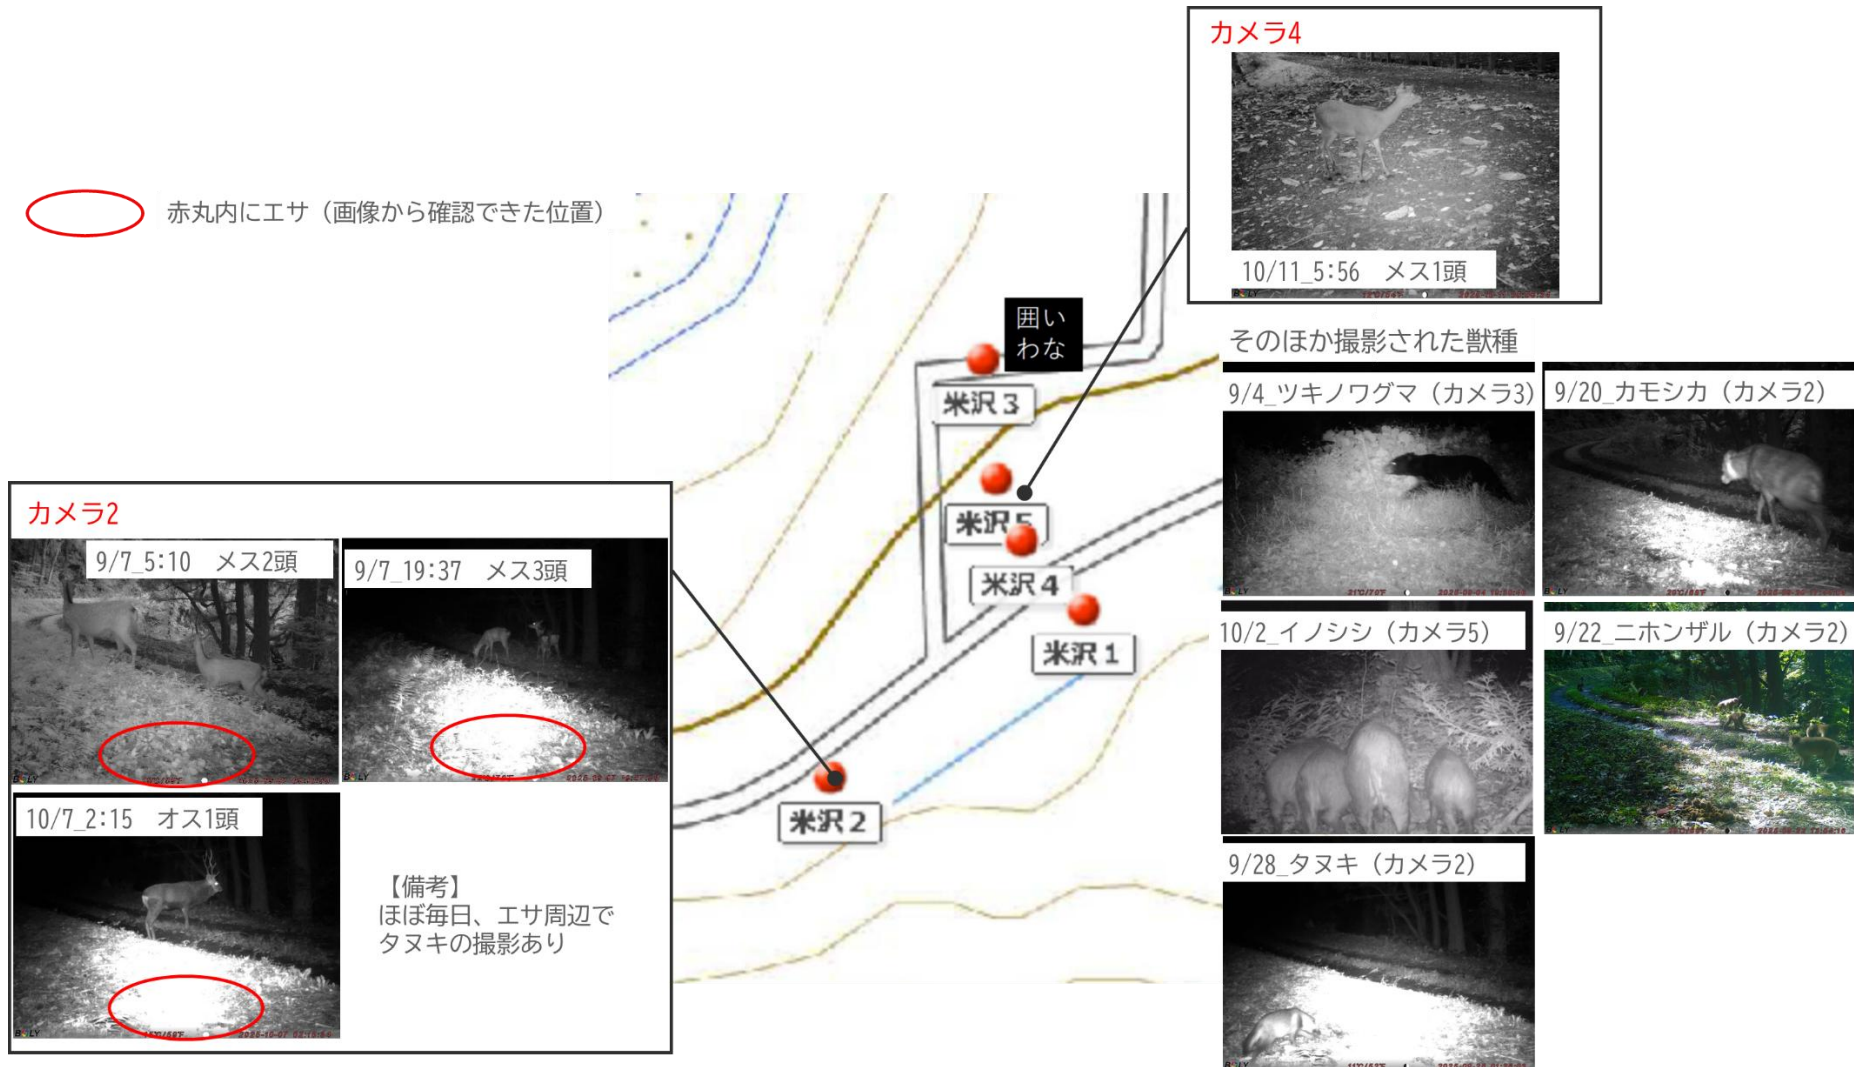 カメラ4
10/11_5:56　メス1頭
赤丸内にエサ（画像から確認できた位置）
囲い
わな
米沢3
米沢5
米沢4
米沢1
米沢2
カメラ2
9/7_5:10　メス2頭
9/7_19:37　メス3頭
10/7_2:15　オス1頭
【備考】
ほぼ毎日、エサ周辺で
タヌキの撮影あり
そのほか撮影された獣種
9/4_ツキノワグマ（カメラ3）
9/20_カモシカ（カメラ2）
10/2_イノシシ（カメラ5）
9/22_ニホンザル（カメラ2）
9/28_タヌキ（カメラ2）